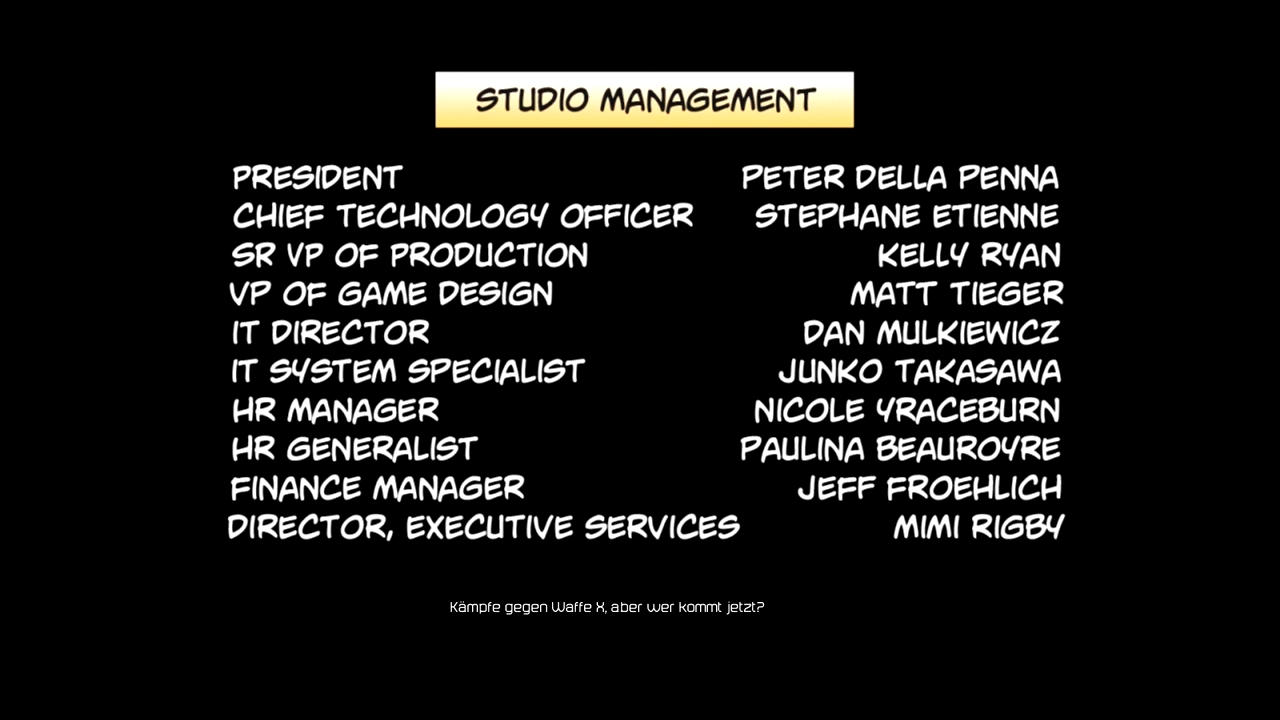 STUDIO MANAGEMENT
PRESIDENT PETER DELLA PENNA
CHIEF TECHNOLOGY OFFICER STEPHANE ETIENNE
SR VP OF PRODUCTION KELLY RYAN
VP OF GAME DESIGN MATT TIEGER
IT DIRECTOR DAN MULKIEWICZ
IT SYSTEM SPECIALIST JUNKO TAKASAWA
HR MANAGER NICOLE YRACEBURN
HR GENERALIST PAULINA BEAUROYRE
FINANCE MANAGER JEFF FROEHLICH
DIRECTOR, EXECUTIVE SERVICES MIMI RIGBY
Kämpfe gegen Waffe X, aber wer kommt jetzt?